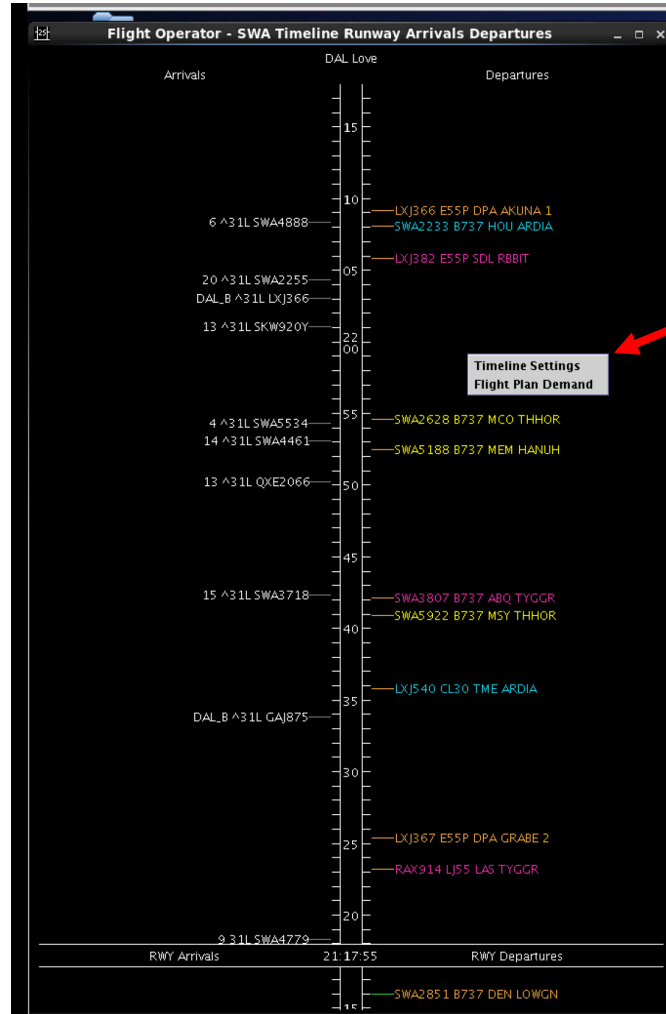 Flight Operator - SWA Timeline Runway Arrivals Departures
DAL Love
Arrivals
Departures
15
10
LXJ366 E55P DPA AKUNA 1
6 ^31L SWA4888
SWA2233 B737 HOU ARDIA
LXJ382 E55P SDL RBBIT
05
20 ^31L SWA2255
DAL_B ^31L LXJ366
13 ^31L SKW920Y
22
00
Timeline Settings
Flight Plan Demand
55
SWA2628 B737 MCO THHOR
4 ^31L SWA5534
14 ^31L SWA4461
SWA5188 B737 MEM HANUH
13 ^31L QXE2066
50
45
15 ^31L SWA3718
SWA3807 B737 ABQ TYGGR
SWA5922 B737 MSY THHOR
40
LXJ540 CL30 TME ARDIA
35
DAL_B ^31L GAJ875
30
LXJ367 E55P DPA GRABE 2
25
RAX914 LJ55 LAS TYGGR
20
9 31L SWA4779
RWY Arrivals
21:17:55
RWY Departures
SWA2851 B737 DEN LOWGN
15